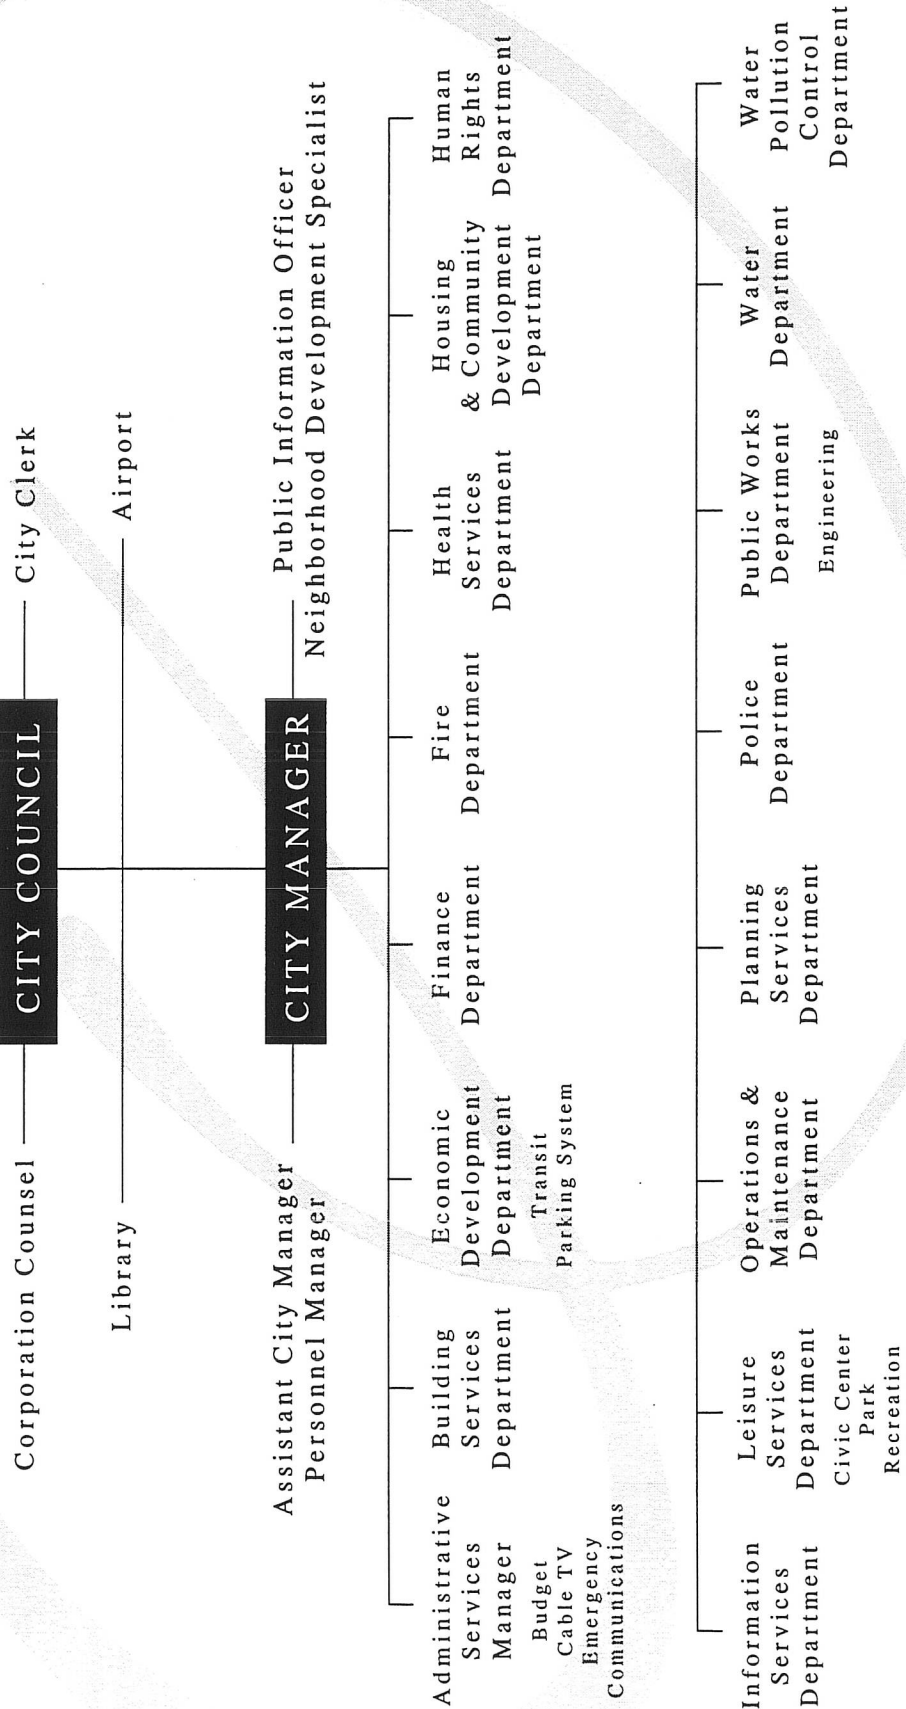 CITY COUNCIL
Corporation Counsel
City Clerk
Library
Airport
CITY MANAGER
Assistant City Manager
Personnel Manager
Public Information Officer
Neighborhood Development Specialist
Administrative
Services
Manager
Budget
Cable TV
Emergency
Communications
Building
Services
Department
Economic
Development
Department
Transit
Parking System
Finance
Department
Fire
Department
Health
Services
Department
Housing
& Community
Development
Department
Human
Rights
Department
Information
Services
Department
Leisure
Services
Department
Civic Center
Park
Recreation
Operations &
Maintenance
Department
Planning
Services
Department
Police
Department
Public Works
Department
Engineering
Water
Department
Water
Pollution
Control
Department